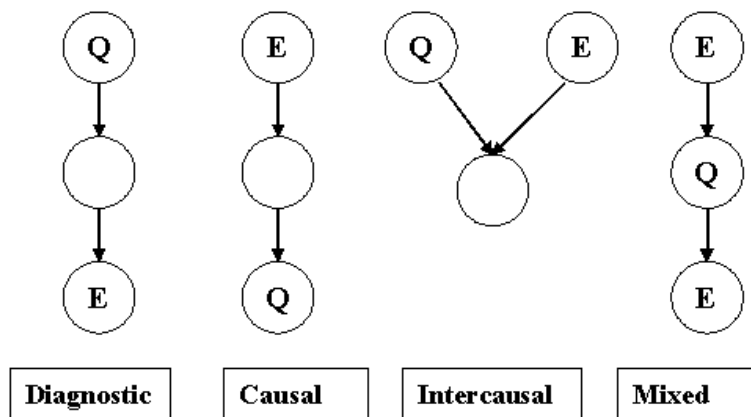 Q E Q E E
Q
E Q E
Diagnostic Causal Intercausal Mixed